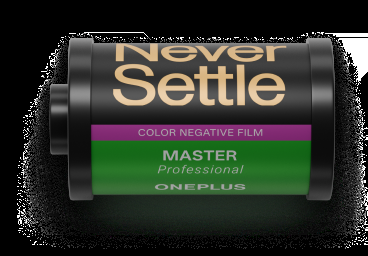 Never
Settle
COLOR NEGATIVE FILM
MASTER
Professional
ONEPLUS